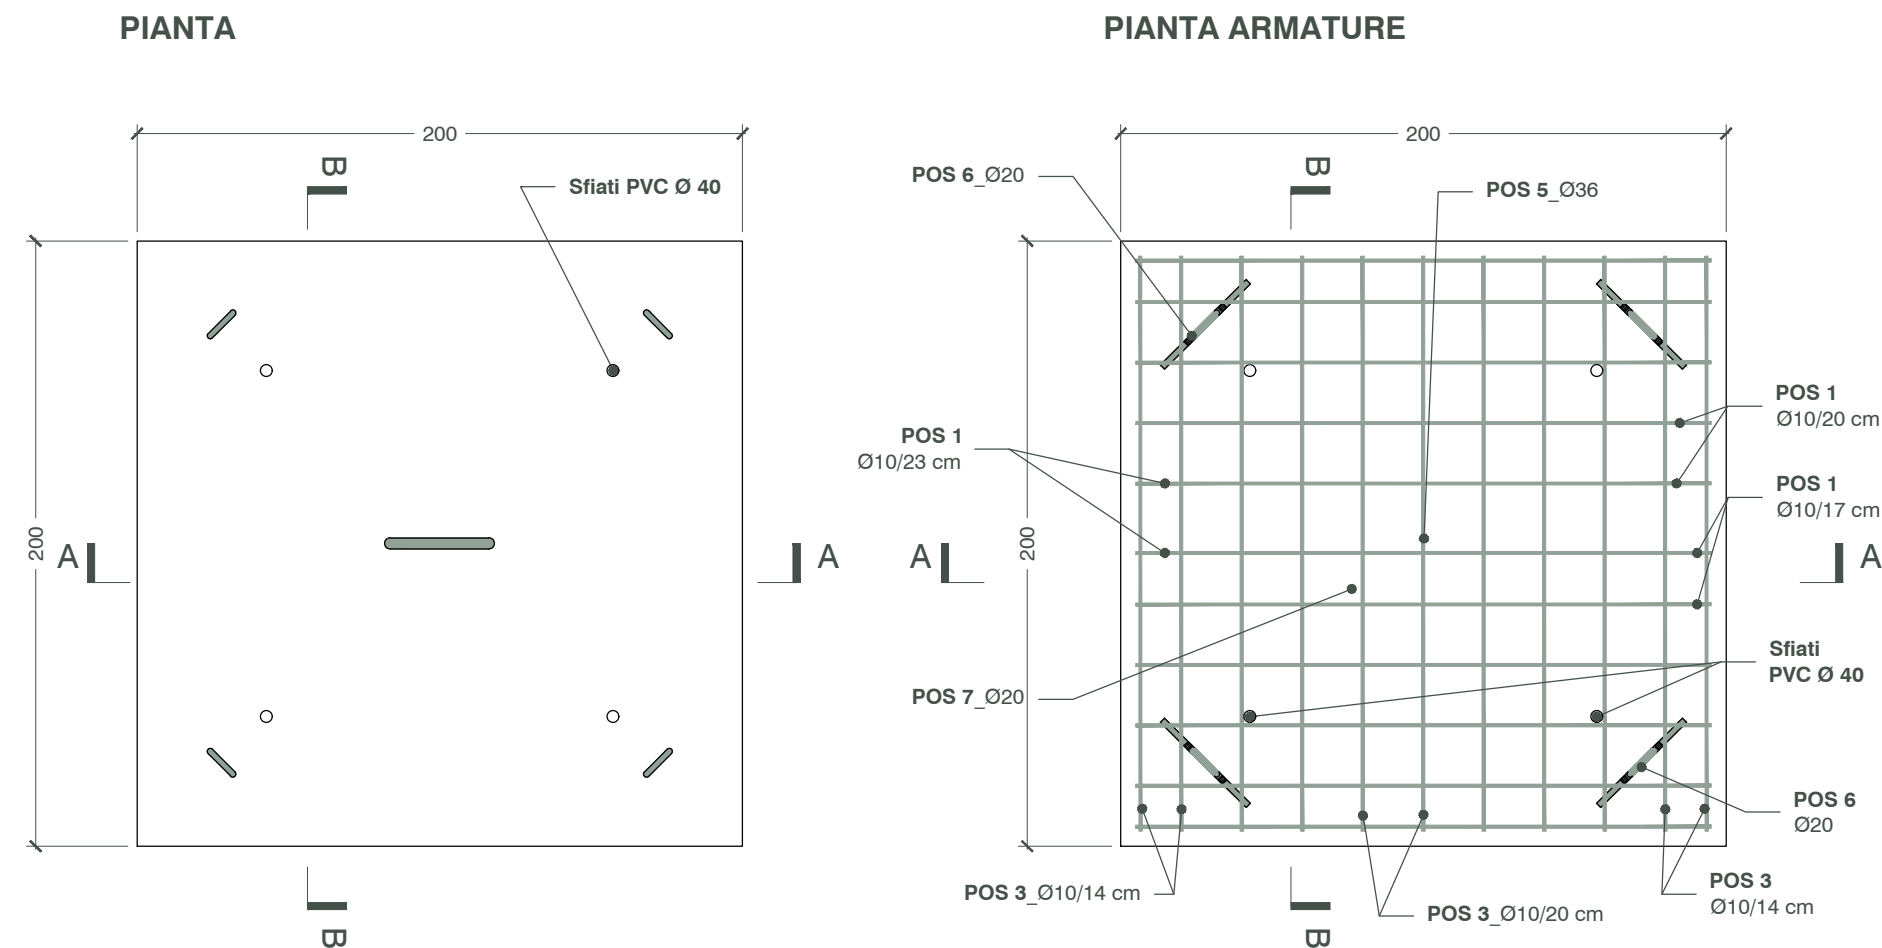 PIANTA
PIANTA ARMATURE
200
B
Sfiati PVC Ø 40
200
A
A
B
200
B
POS 6_Ø20
POS 5_Ø36
POS 1
Ø10/20 cm
POS 1
Ø10/23 cm
POS 1
Ø10/17 cm
200
A
A
Sfiati
PVC Ø 40
POS 7_Ø20
POS 6
Ø20
POS 3_Ø10/14 cm
POS 3_Ø10/20 cm
POS 3
Ø10/14 cm
B